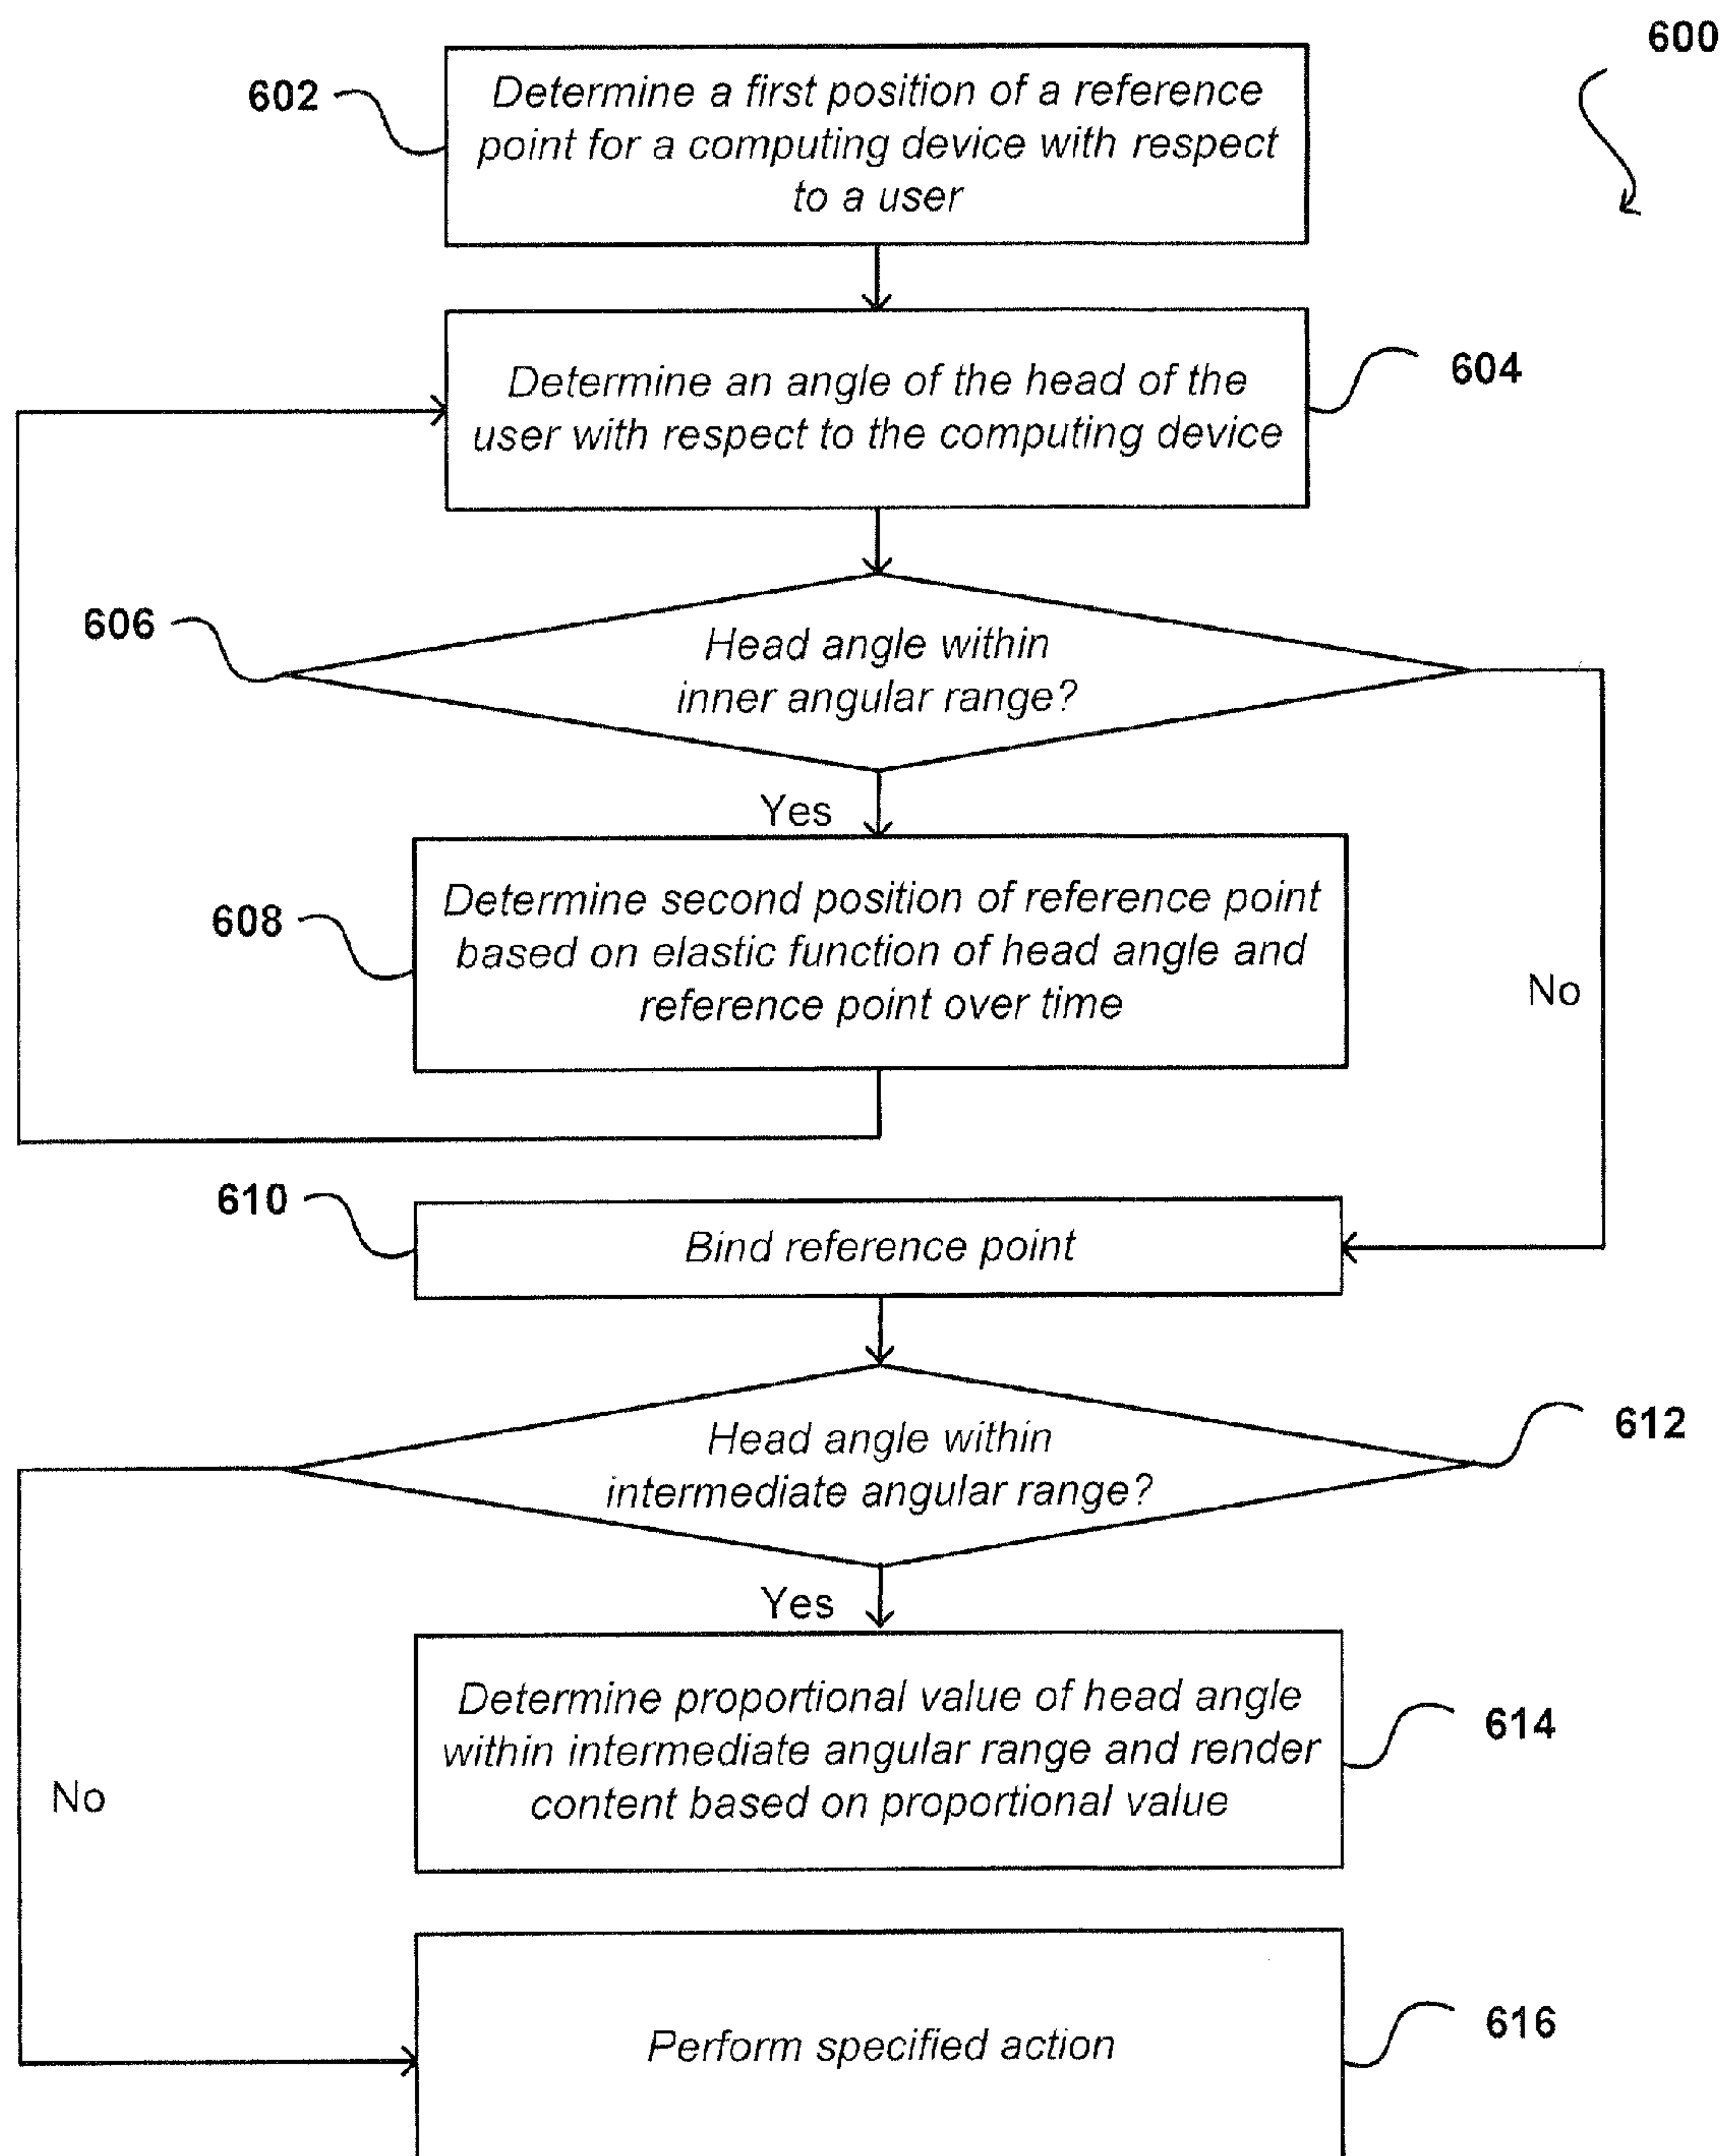 600
602
Determine a first position of a reference
point for a computing device with respect
to a user
604
Determine an angle of the head of the
user with respect to the computing device
606
Head angle within
inner angular range?
Yes
608
Determine second position of reference point
based on elastic function of head angle and
reference point over time
No
610
Bind reference point
612
Head angle within
intermediate angular range?
Yes
614
Determine proportional value of head angle
within intermediate angular range and render
content based on proportional value
No
616
Perform specified action